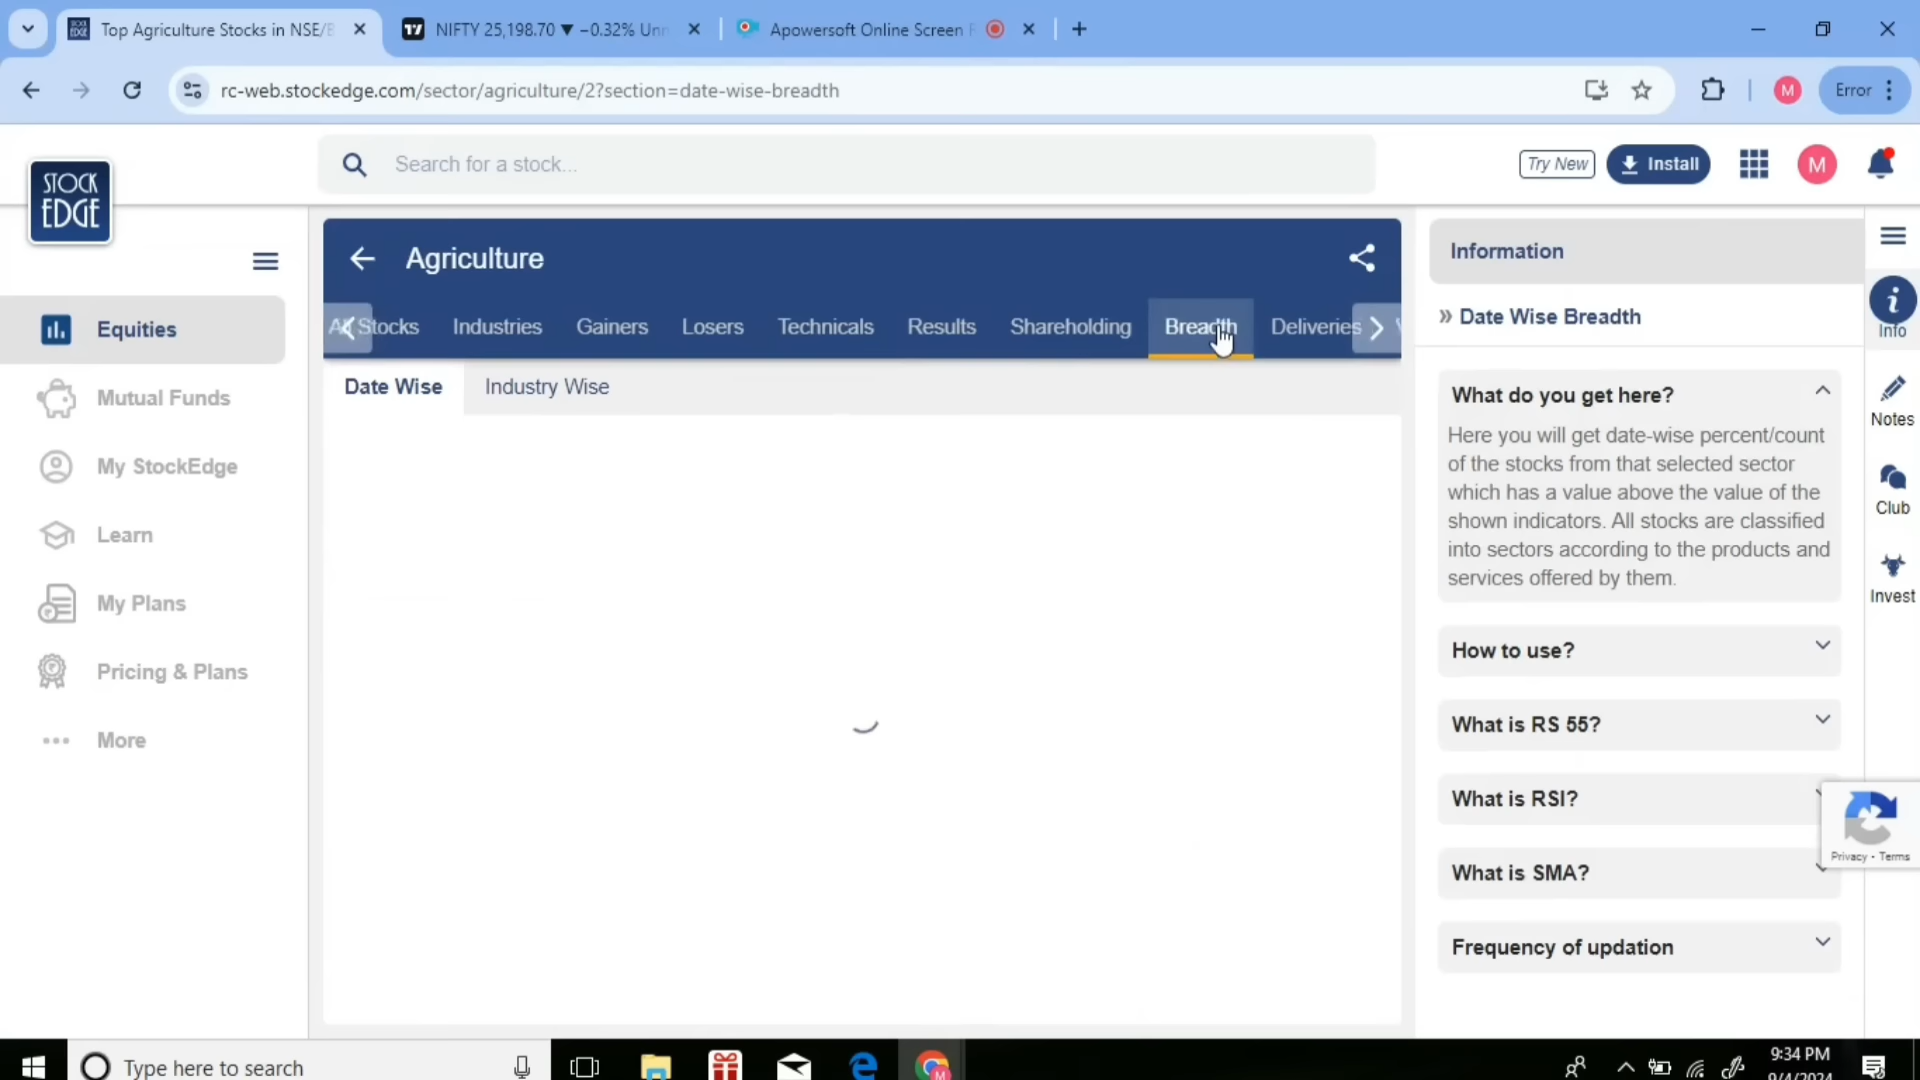 Top Agriculture Stocks in NSE/
NIFTY 25,198.70 ▼ −0.32% Unn
Apowersoft Online Screen
rc-web.stockedge.com/sector/agriculture/2?section=date-wise-breadth
M
Error
STOCK
EDGE
Search for a stock...
Try New
Install
M
Agriculture
Information
All Stocks
Industries
Gainers
Losers
Technicals
Results
Shareholding
Breadth
Deliveries
Date Wise
Industry Wise
Equities
Mutual Funds
My StockEdge
Learn
My Plans
Pricing & Plans
More
» Date Wise Breadth
What do you get here?
Here you will get date-wise percent/count
of the stocks from that selected sector
which has a value above the value of the
shown indicators. All stocks are classified
into sectors according to the products and
services offered by them.
How to use?
What is RS 55?
What is RSI?
What is SMA?
Frequency of updation
Info
Notes
Club
Invest
Privacy - Terms
Type here to search
M
9:34 PM
9/4/2024